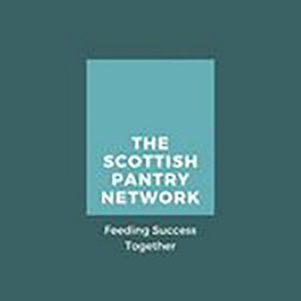 THE
SCOTTISH
PANTRY
NETWORK
Feeding Success
Together